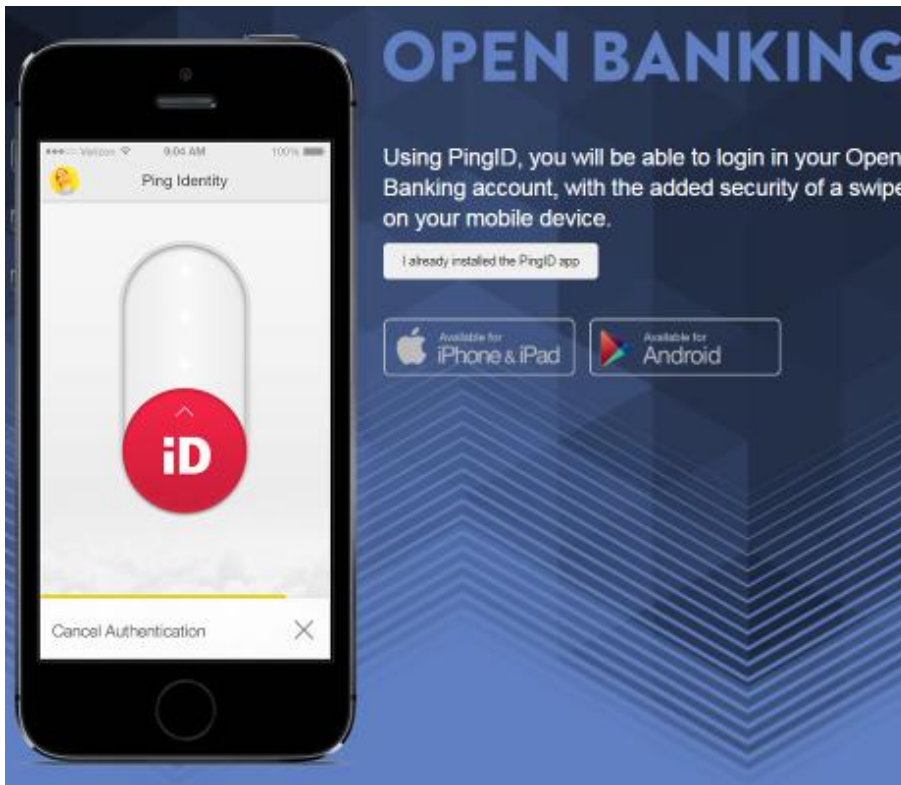 OPEN BANKING
Verizon 9:04 AM 100%
Ping Identity
Using PingID, you will be able to login in your Open
Banking account, with the added security of a swipe
on your mobile device.
I already installed the PingID app
Available for
iPhone & iPad
Available for
Android
iD
Cancel Authentication